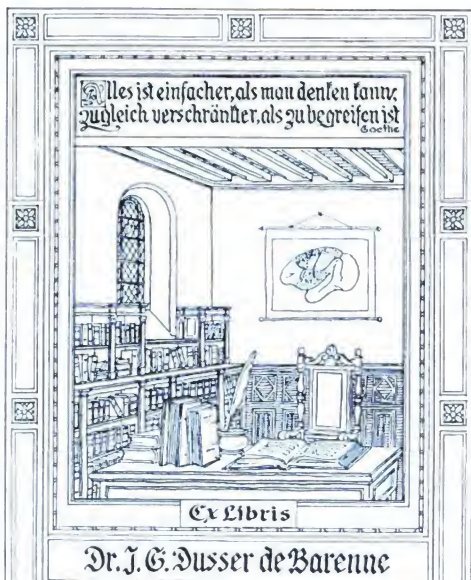 Alles ist einfacher, als man denken kann,
zugleich verschränkter, als zu begreifen ist
Goethe
Ex Libris
Dr. J. G. Dusser de Barenne